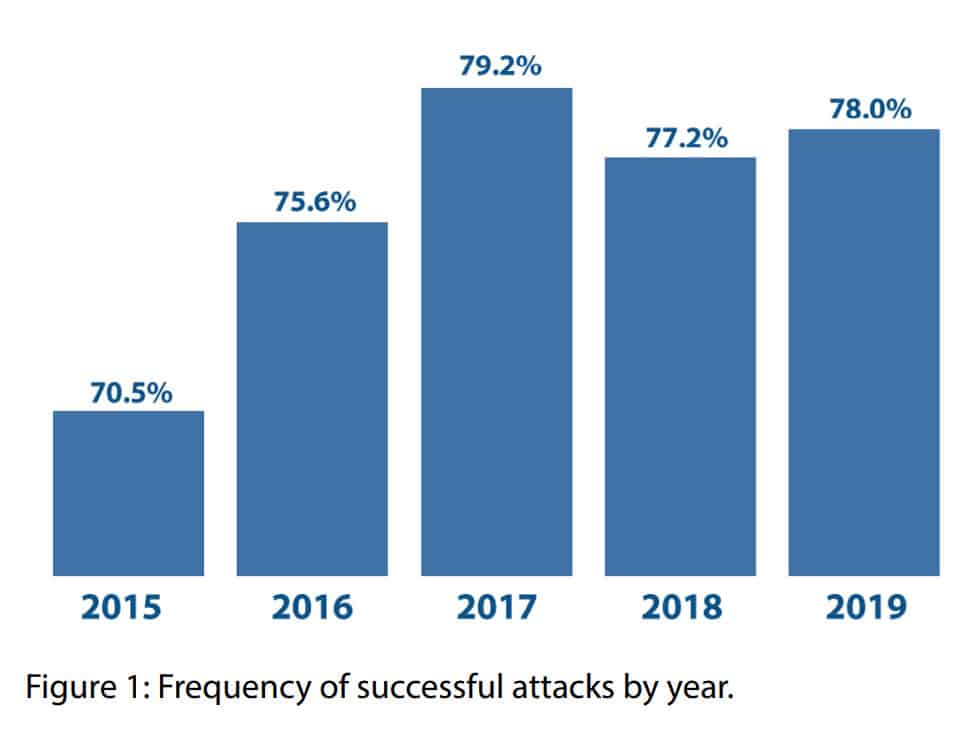 79.2%
78.0%
77.2%
75.6%
70.5%
2015 2016 2017 2018 2019
Figure 1: Frequency of successful attacks by year.